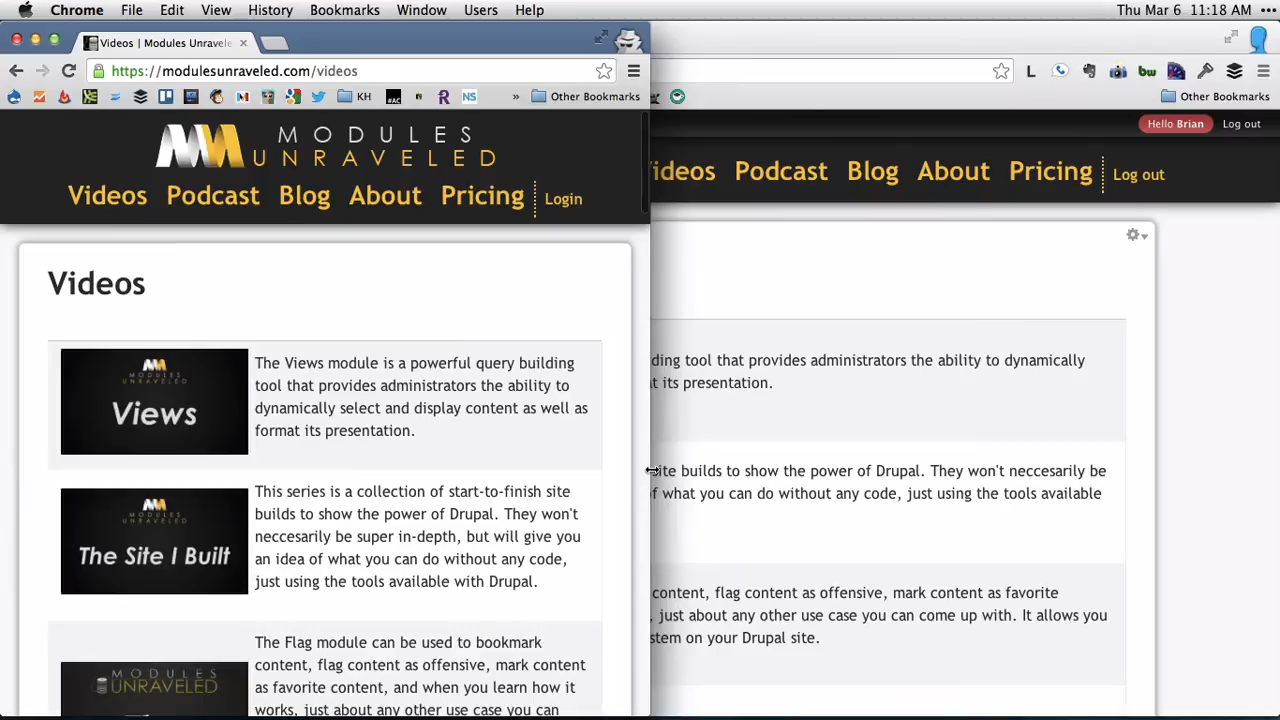 Chrome File Edit View History Bookmarks Window Users Help Thu Mar 6 11:18 AM
Videos | Modules Unravele
https://modulesunraveled.com/videos
KH #AC bw NS » Other Bookmarks
Other Bookmarks
MODULES
UNRAVELED
Videos Podcast Blog About Pricing Login
Hello Brian Log out
ideos Podcast Blog About Pricing Log out
Videos
MODULES
UNRAVELED
Views
The Views module is a powerful query building
tool that provides administrators the ability to
dynamically select and display content as well as
format its presentation.
MODULES
UNRAVELED
The Site I Built
This series is a collection of start-to-finish site
builds to show the power of Drupal. They won't
neccesarily be super in-depth, but will give you
an idea of what you can do without any code,
just using the tools available with Drupal.
MODULES
UNRAVELED
The Flag module can be used to bookmark
content, flag content as offensive, mark content
as favorite content, and when you learn how it
works, just about any other use case you can
ding tool that provides administrators the ability to dynamically
t its presentation.
ite builds to show the power of Drupal. They won't neccesarily be
f what you can do without any code, just using the tools available
content, flag content as offensive, mark content as favorite
, just about any other use case you can come up with. It allows you
stem on your Drupal site.